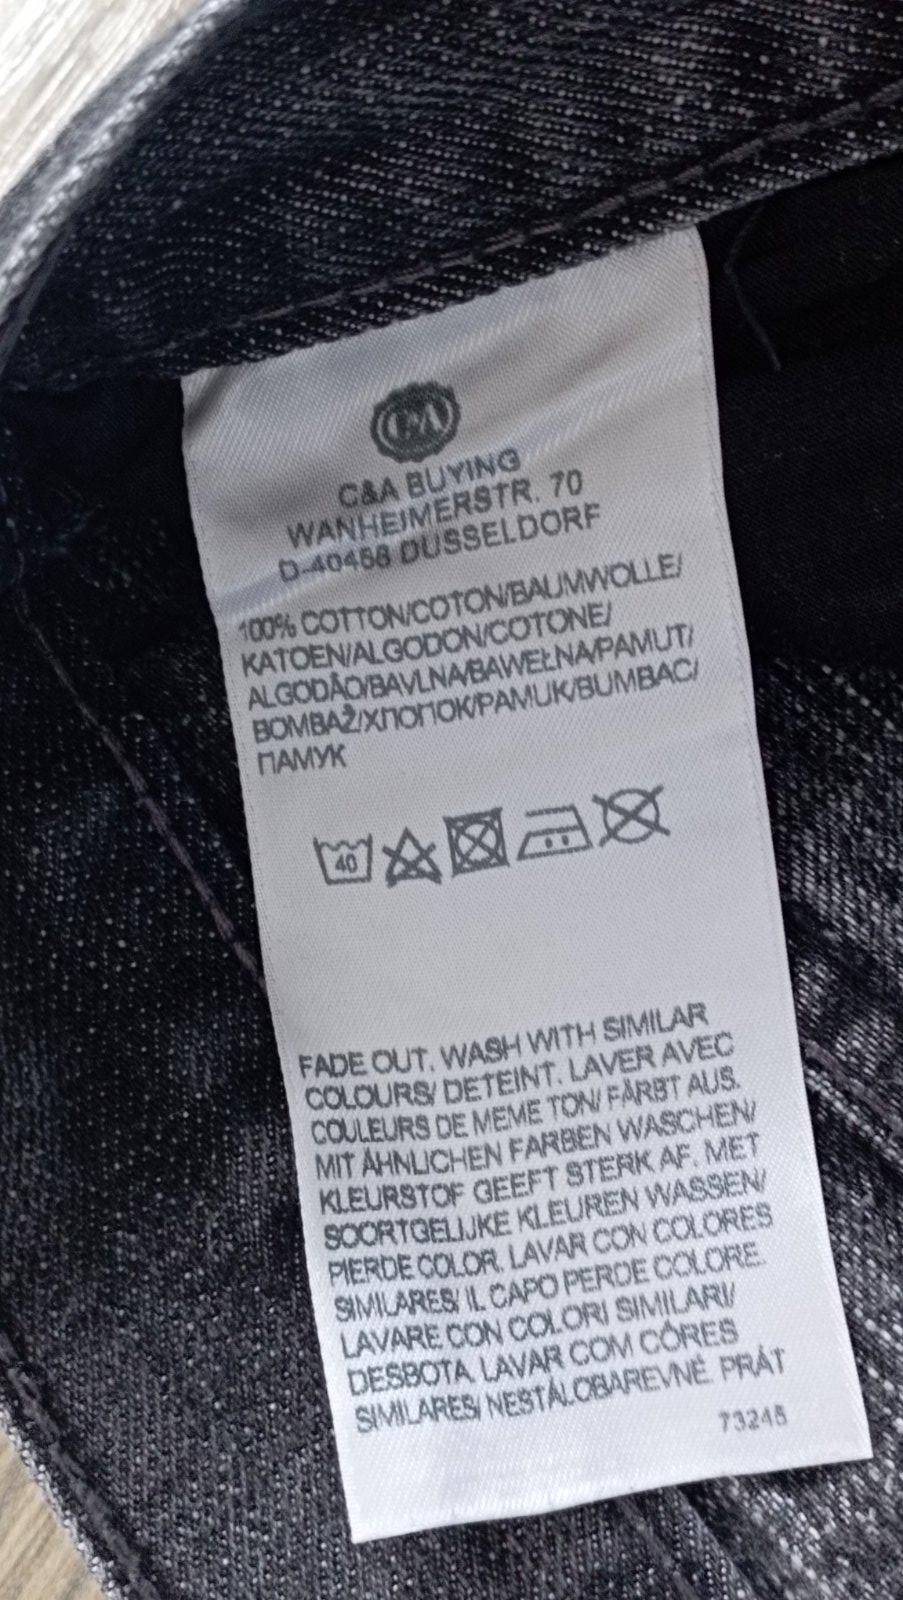 C&A
C&A BUYING
WANHEIMERSTR. 70
D-40468 DUSSELDORF
100% COTTON/COTON/BAUMWOLLE/
KATOEN/ALGODON/COTONE/
ALGODÃO/BAVLNA/BAWEŁNA/PAMUT/
BOMBAŽ/ХЛОПОК/PAMUK/BUMBAC/
ПАМУК
40
FADE OUT. WASH WITH SIMILAR
COLOURS/ DETEINT. LAVER AVEC
COULEURS DE MEME TON/ FÄRBT AUS.
MIT ÄHNLICHEN FARBEN WASCHEN/
KLEURSTOF GEEFT STERK AF. MET
SOORTGELIJKE KLEUREN WASSEN/
PIERDE COLOR. LAVAR CON COLORES
SIMILARES/ IL CAPO PERDE COLORE.
LAVARE CON COLORI SIMILARI/
DESBOTA. LAVAR COM CÔRES
SIMILARES/ NESTÁLOBAREVNÉ. PRÁT
73245